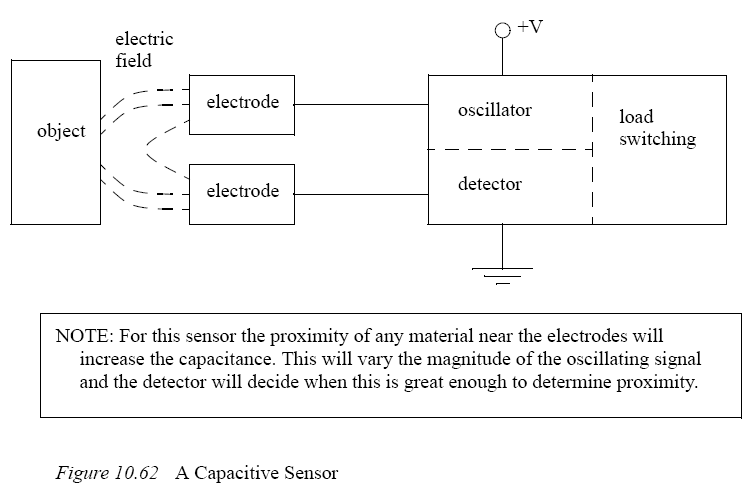 +V
electric
field
electrode
oscillator
load
switching
object
electrode
detector
NOTE: For this sensor the proximity of any material near the electrodes will
increase the capacitance. This will vary the magnitude of the oscillating signal
and the detector will decide when this is great enough to determine proximity.
Figure 10.62 A Capacitive Sensor